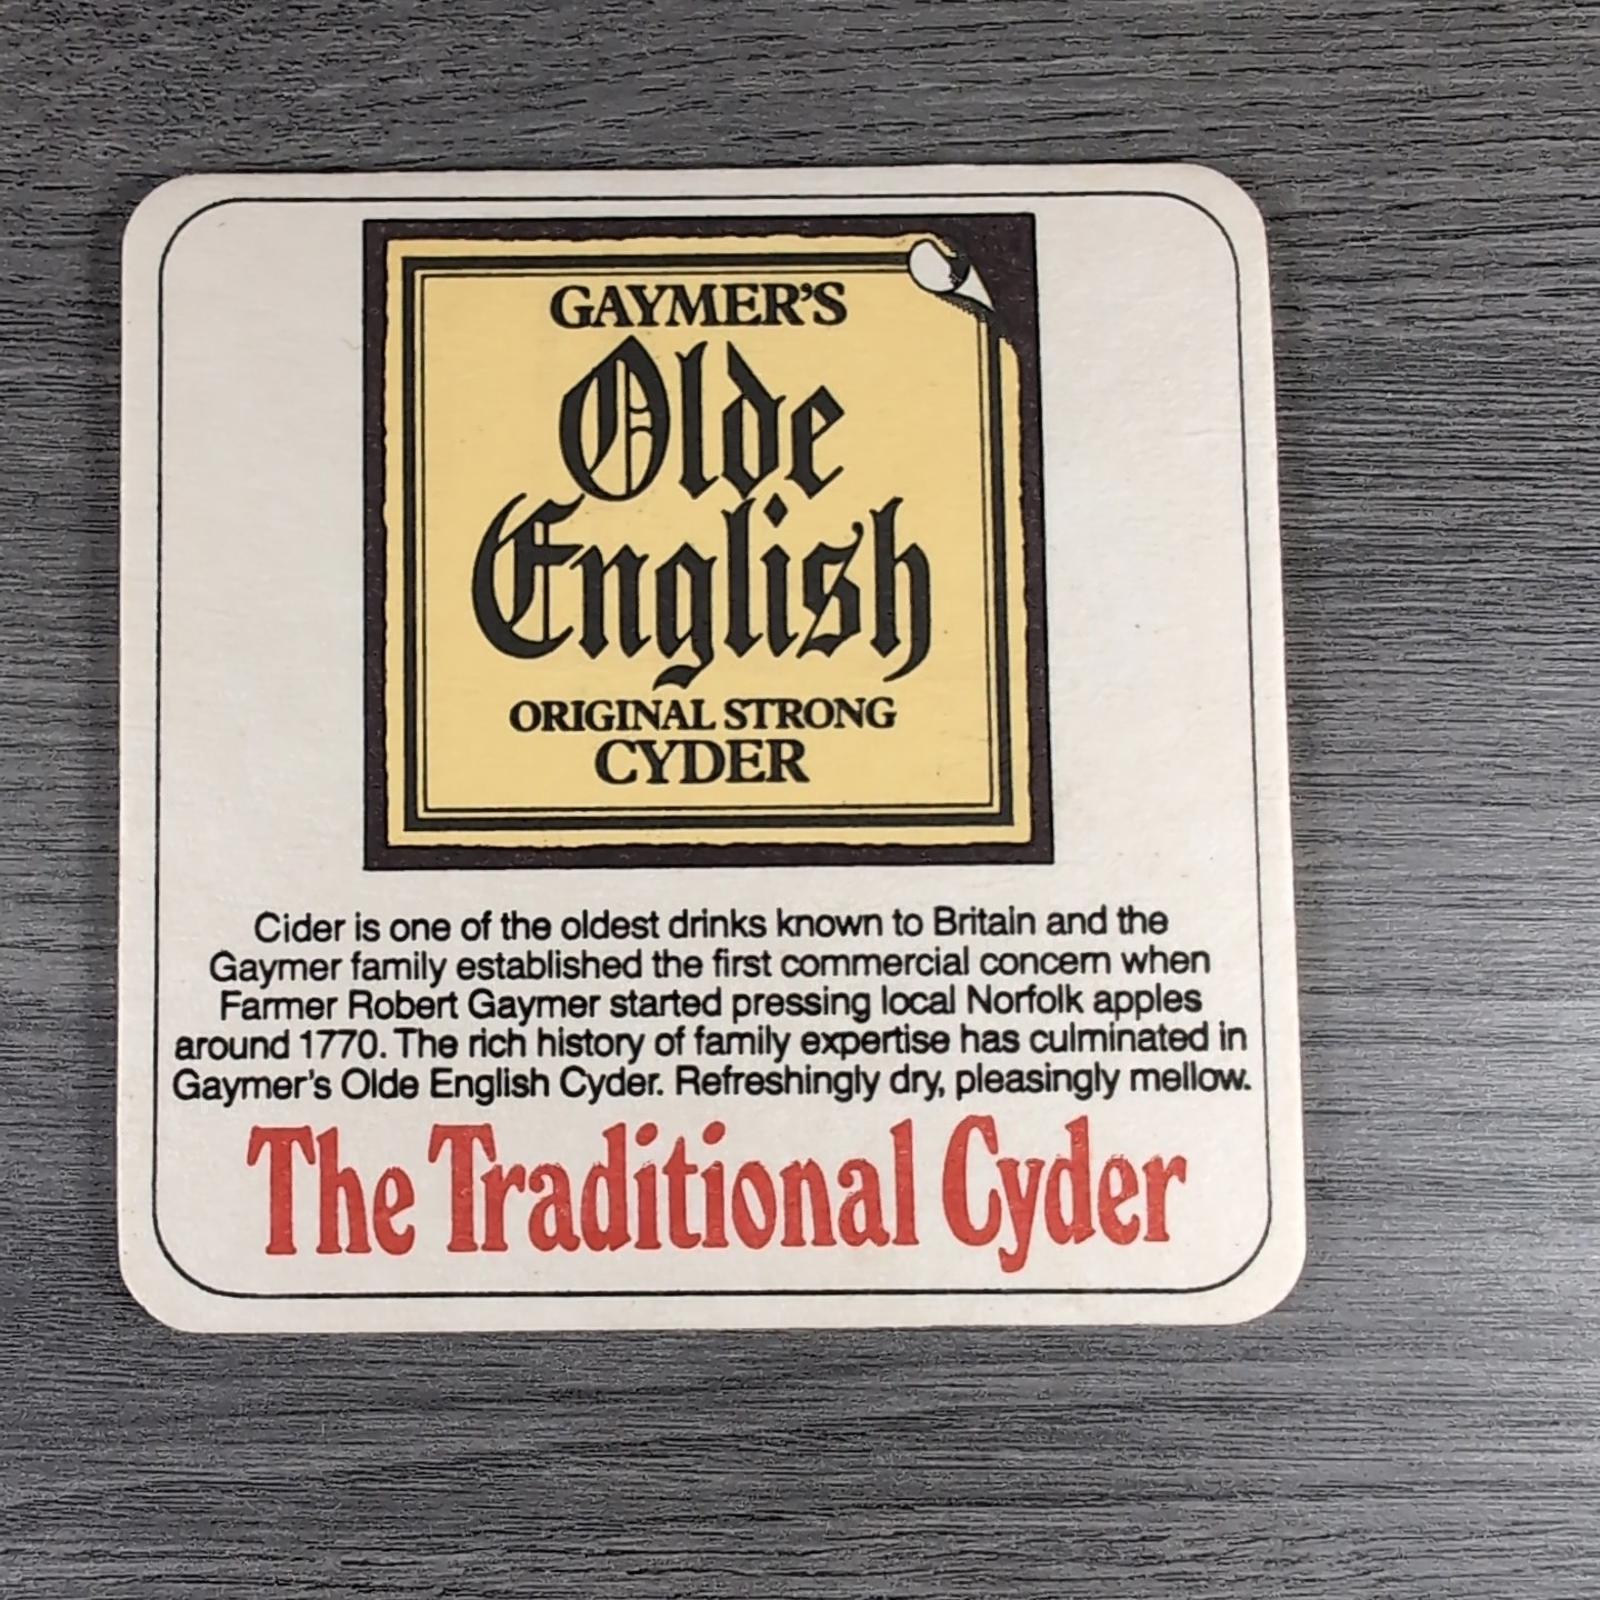 GAYMER'S
Olde
English
ORIGINAL STRONG
CYDER
Cider is one of the oldest drinks known to Britain and the
Gaymer family established the first commercial concern when
Farmer Robert Gaymer started pressing local Norfolk apples
around 1770. The rich history of family expertise has culminated in
Gaymer's Olde English Cyder. Refreshingly dry, pleasingly mellow.
The Traditional Cyder